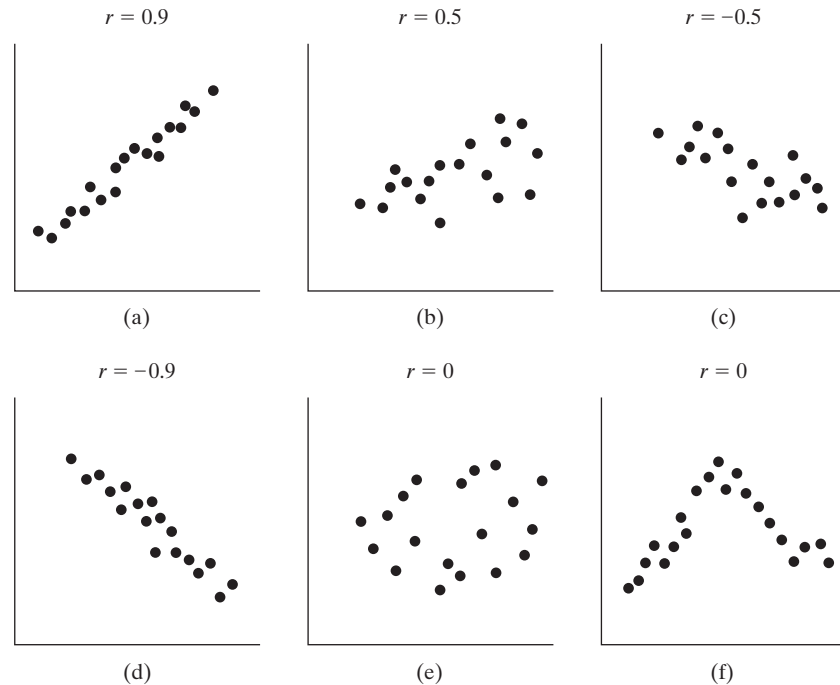 r = 0.9 r = 0.5 r = −0.5
(a) (b) (c)
r = −0.9 r = 0 r = 0
(d) (e) (f)